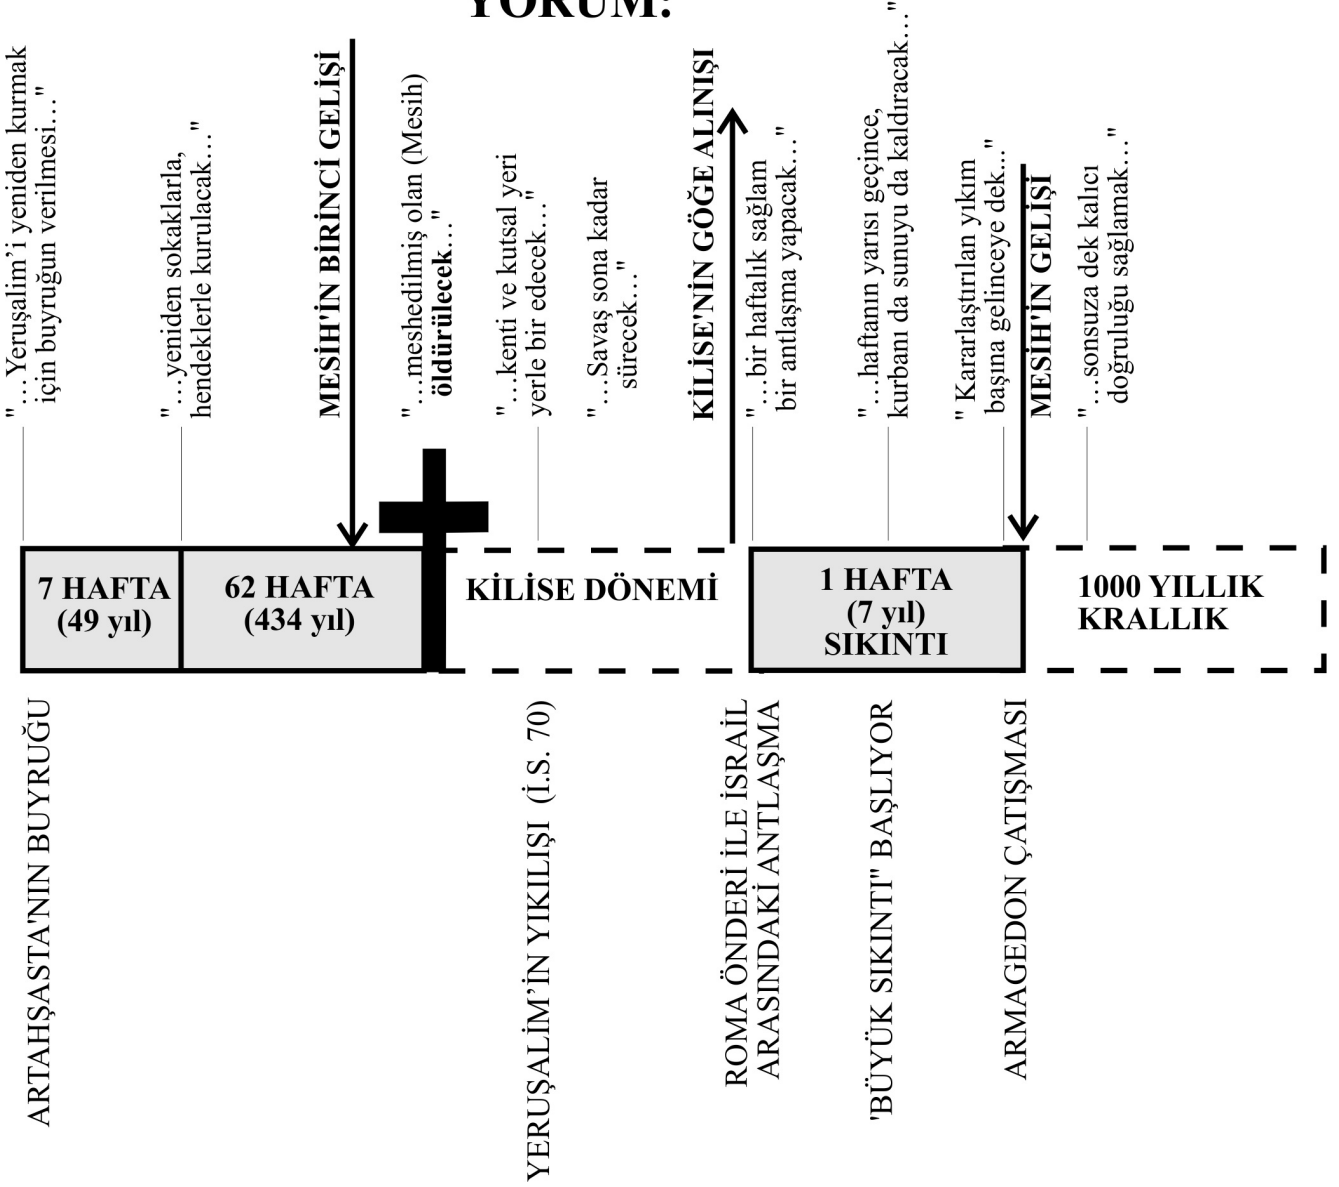 YORUM:
"…Yeruşalim’i yeniden kurmak
için buyruğun verilmesi…"
"…yeniden sokaklarla,
hendeklerle kurulacak…"
MESİH'İN BİRİNCİ GELİŞİ
"…meshedilmiş olan (Mesih)
öldürülecek…"
"…kenti ve kutsal yeri
yerle bir edecek…"
"…Savaş sona kadar
sürecek…"
KİLİSE'NİN GÖĞE ALINIŞI
"…bir haftalık sağlam
bir antlaşma yapacak…"
"…haftanın yarısı geçince,
kurbanı da sunuyu da kaldıracak…"
" Kararlaştırılan yıkım
başına gelinceye dek..."
MESİH'İN GELİŞİ
"…sonsuza dek kalıcı
doğruluğu sağlamak…"
7 HAFTA
(49 yıl)
62 HAFTA
(434 yıl)
KİLİSE DÖNEMİ
1 HAFTA
(7 yıl)
SIKINTI
1000 YILLIK
KRALLIK
ARTAHŞASTA'NIN BUYRUĞU
YERUŞALİM’İN YIKILIŞI (İ.S. 70)
ROMA ÖNDERİ İLE İSRAİL
ARASINDAKİ ANTLAŞMA
'BÜYÜK SIKINTI" BAŞLIYOR
ARMAGEDON ÇATIŞMASI